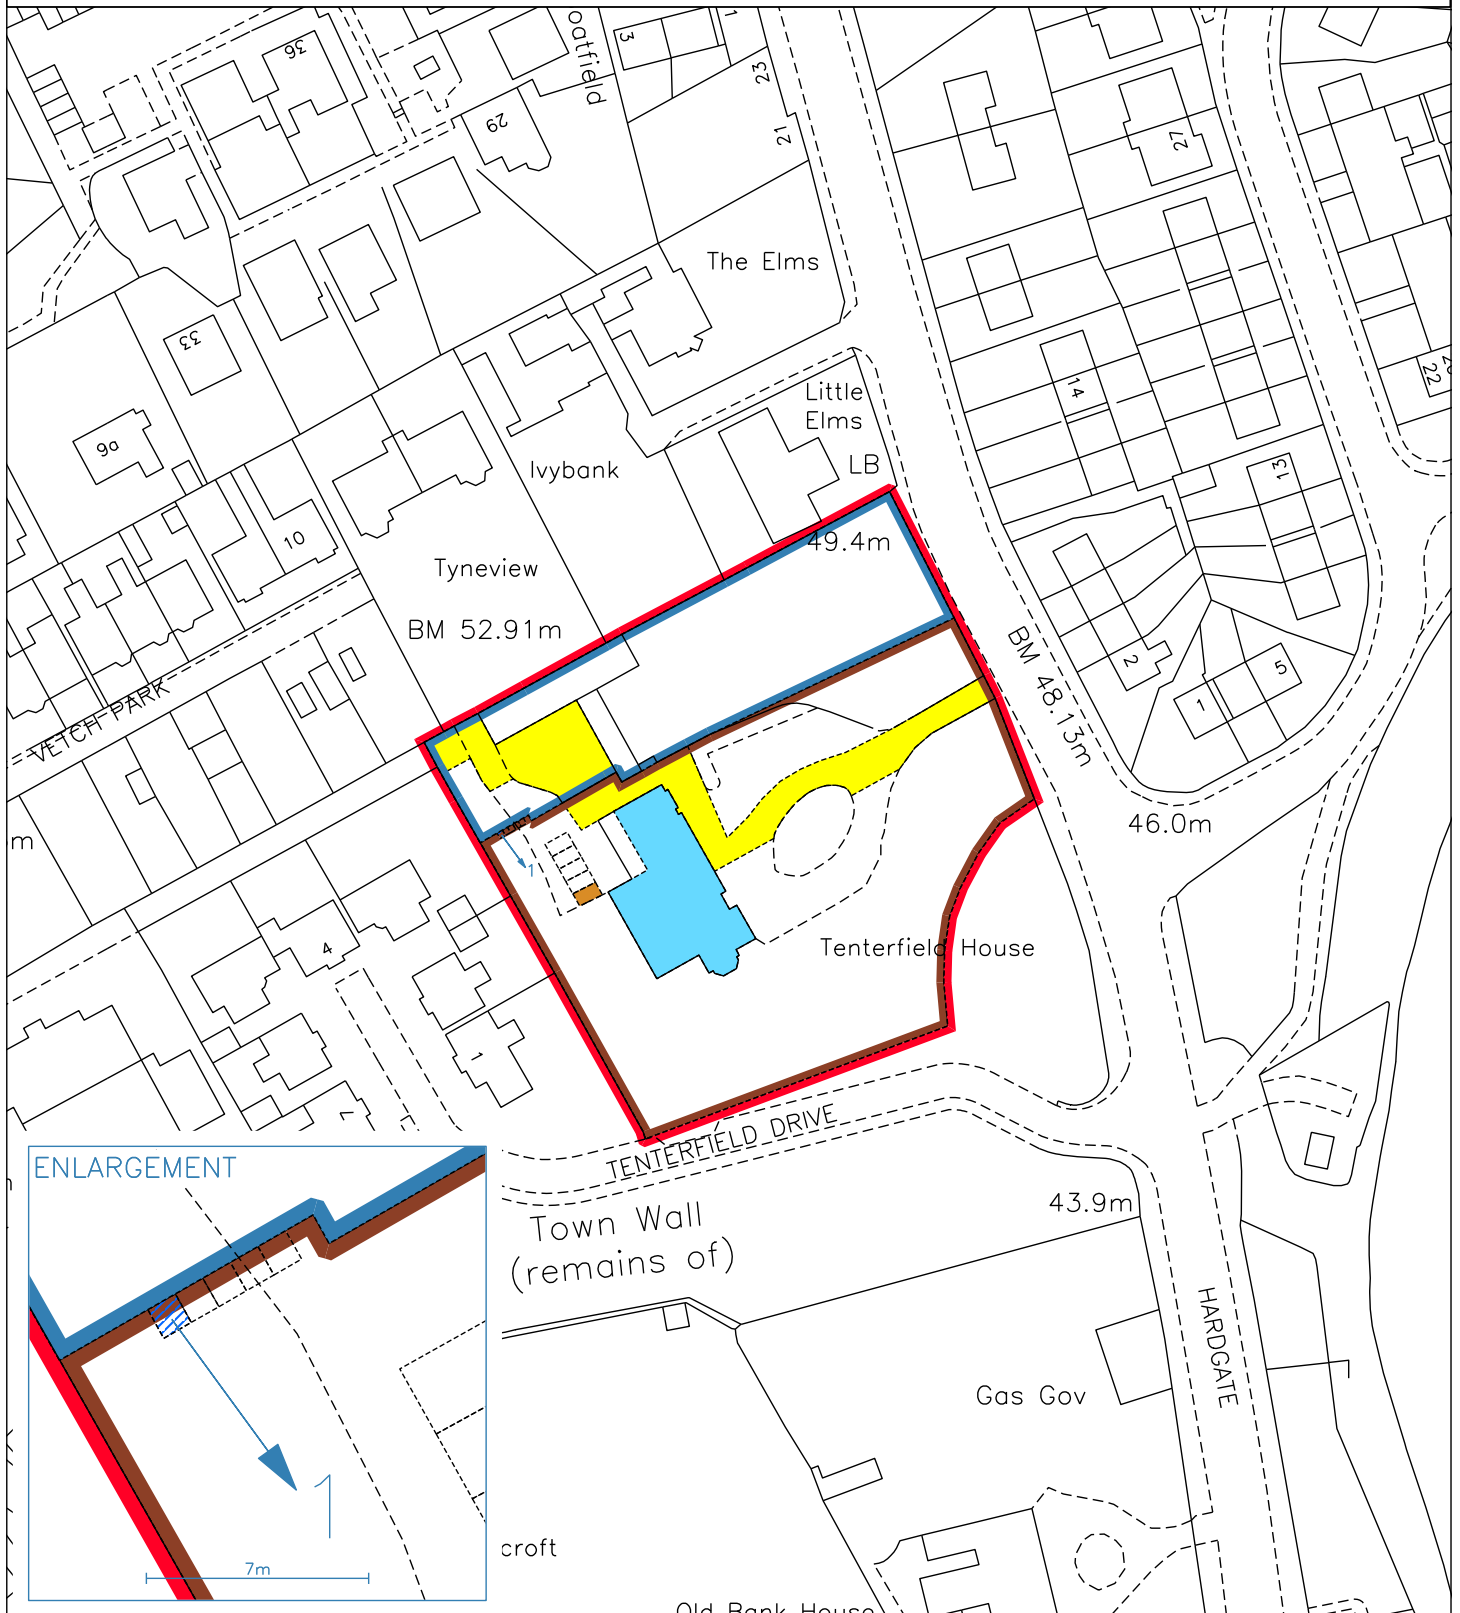 oatfield
36
3
1
23
21
29
27
The Elms
33
Little
Elms
14
22
9a
LB
Ivybank
13
10
49.4m
Tyneview
BM 52.91m
BM 48.13m
2
5
1
VETCH PARK
46.0m
m
1
4
Tenterfield House
1
7
TENTERFIELD DRIVE
ENLARGEMENT
43.9m
Town Wall
(remains of)
HARDGATE
Gas Gov
1
croft
7m
Old Bank House